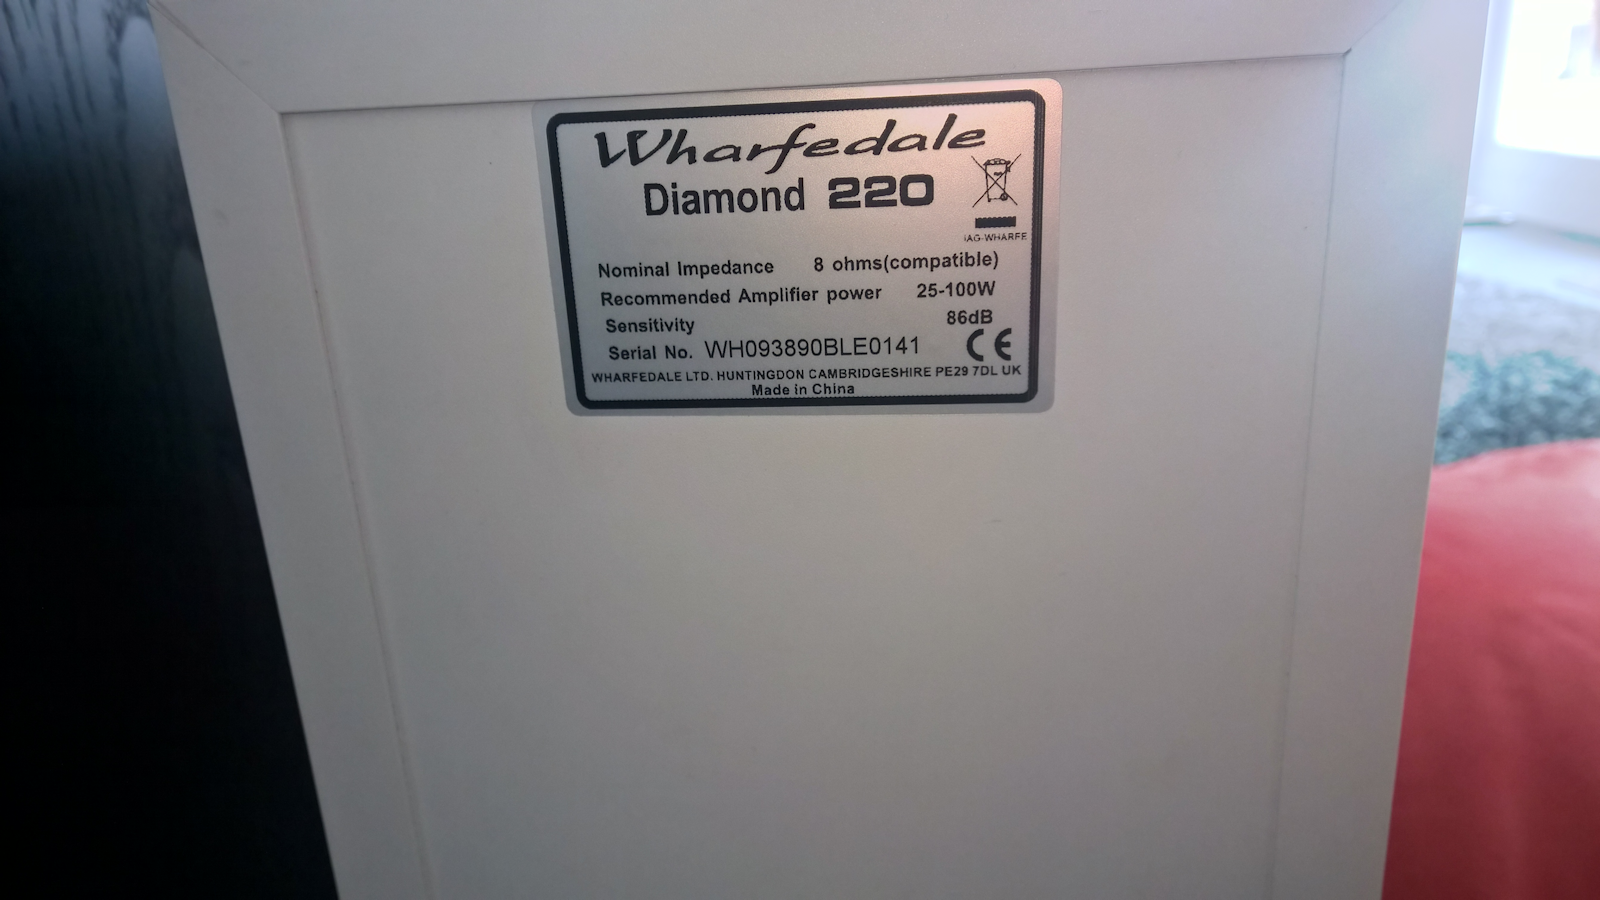 Wharfedale
Diamond 220
IAG-WHARFE
Nominal Impedance 8 ohms(compatible)
Recommended Amplifier power 25-100W
Sensitivity 86dB
Serial No. WH093890BLE0141
CE
WHARFEDALE LTD. HUNTINGDON CAMBRIDGESHIRE PE29 7DL UK
Made in China